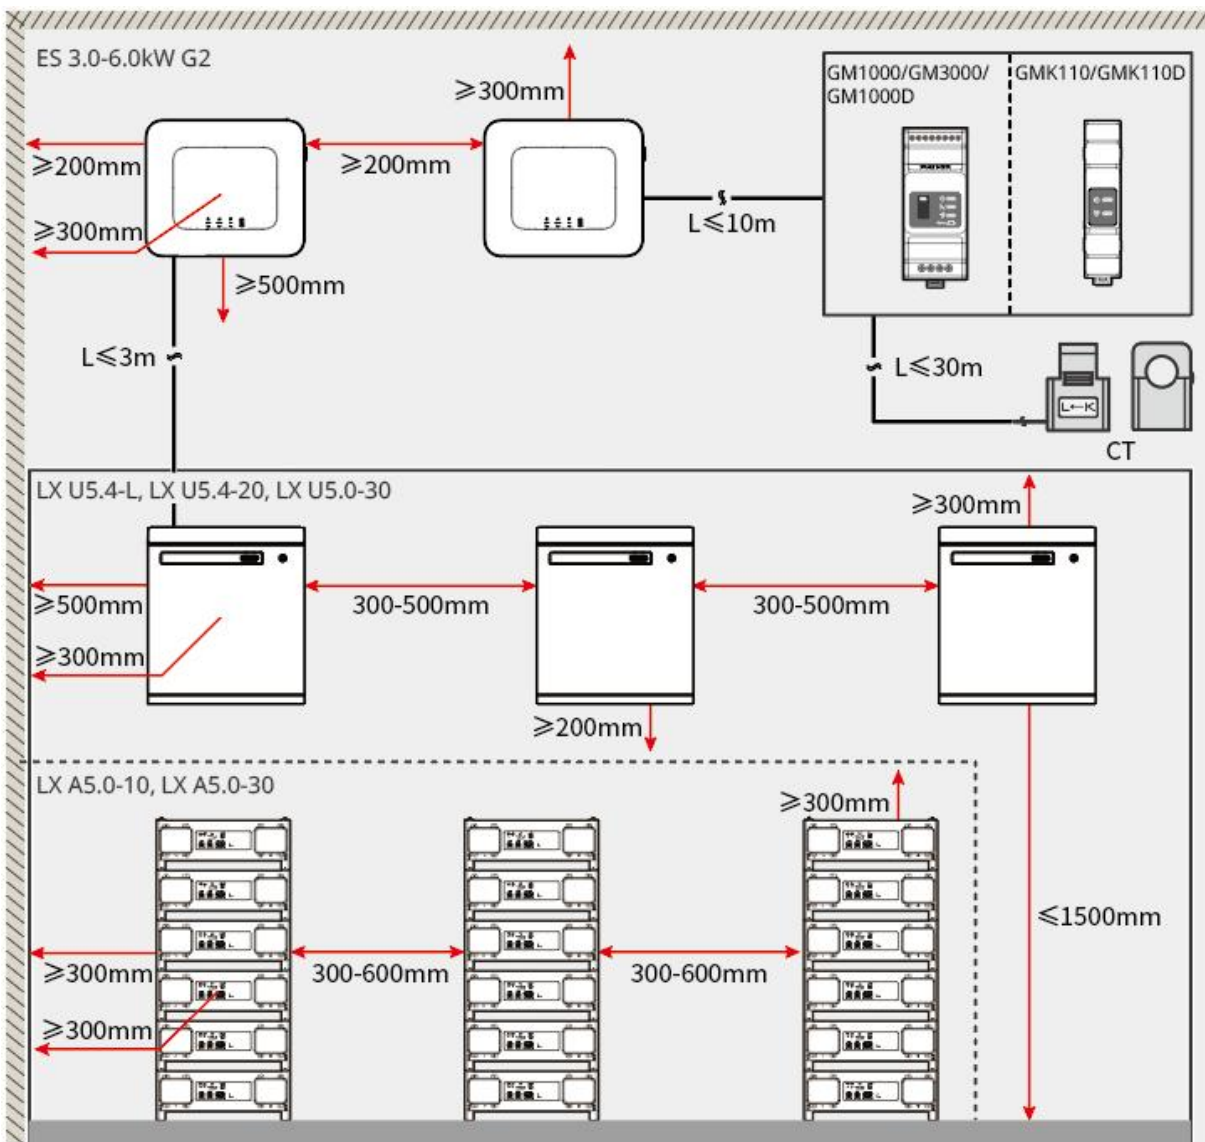 ES 3.0-6.0kW G2
≥300mm
GM1000/GM3000/
GM1000D
GMK110/GMK110D
≥200mm
≥200mm
≥300mm
L≤10m
≥500mm
L≤3m
L≤30m
L←K
CT
LX U5.4-L, LX U5.4-20, LX U5.0-30
≥300mm
≥500mm
300-500mm
300-500mm
≥300mm
≥200mm
LX A5.0-10, LX A5.0-30
≥300mm
≤1500mm
≥300mm
300-600mm
300-600mm
≥300mm